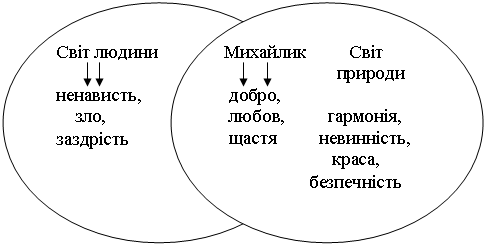 Світ людини
ненависть,
зло,
заздрість
Михайлик
добро,
любов,
щастя
Світ
природи
гармонія,
невинність,
краса,
безпечність